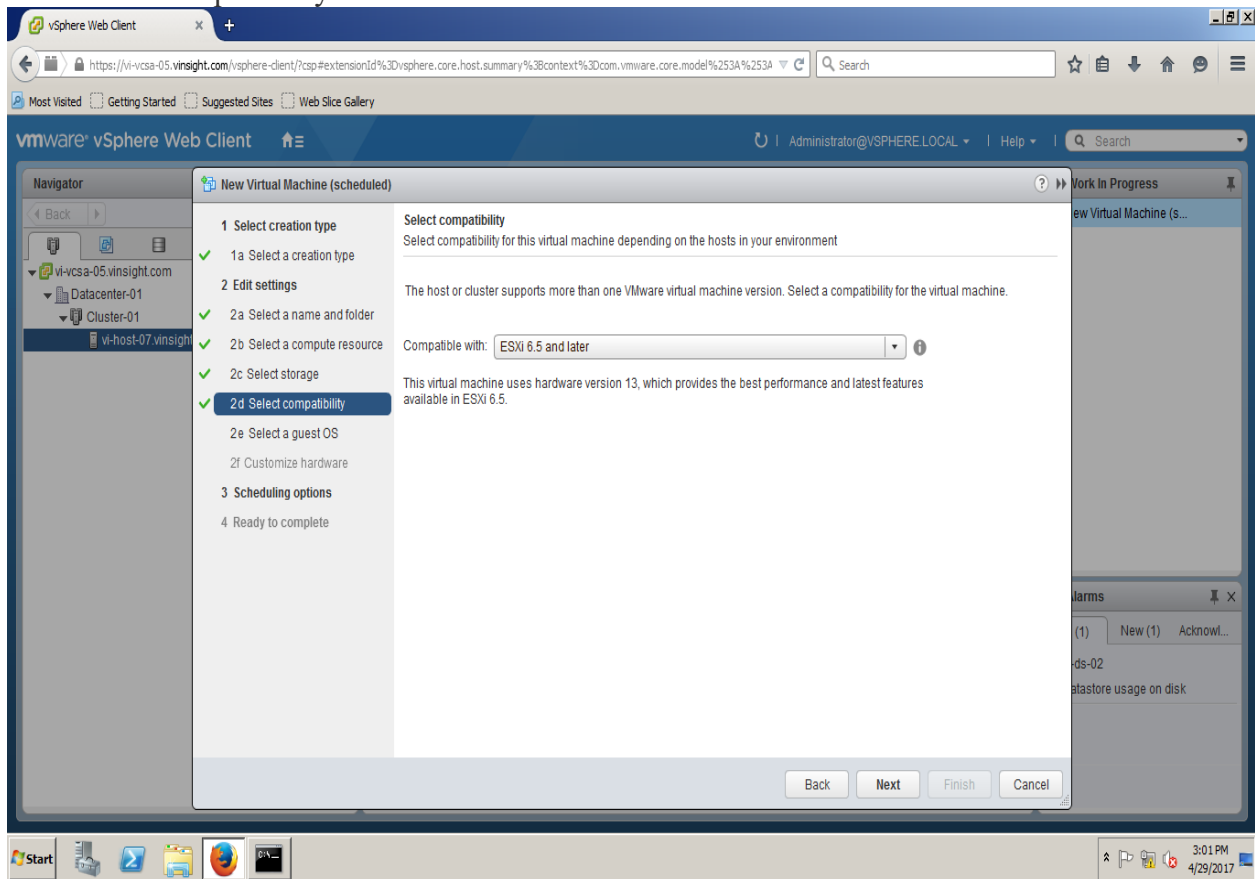 vSphere Web Client
https://vi-vcsa-05.vinsight.com/vsphere-client/?csp#extensionId%3Dvsphere.core.host.summary%3Bcontext%3Dcom.vmware.core.model%253A%253A
Search
Most Visited Getting Started Suggested Sites Web Slice Gallery
vmware® vSphere Web Client
Administrator@VSPHERE.LOCAL
Help
Search
Navigator
Back
vi-vcsa-05.vinsight.com
Datacenter-01
Cluster-01
vi-host-07.vinsight
New Virtual Machine (scheduled)
1 Select creation type
1a Select a creation type
2 Edit settings
2a Select a name and folder
2b Select a compute resource
2c Select storage
2d Select compatibility
2e Select a guest OS
2f Customize hardware
3 Scheduling options
4 Ready to complete
Select compatibility
Select compatibility for this virtual machine depending on the hosts in your environment
The host or cluster supports more than one VMware virtual machine version. Select a compatibility for the virtual machine.
Compatible with: ESXi 6.5 and later
This virtual machine uses hardware version 13, which provides the best performance and latest features
available in ESXi 6.5.
Back Next Finish Cancel
Work In Progress
ew Virtual Machine (s...
larms
(1) New (1) Acknowl...
-ds-02
atastore usage on disk
Start
3:01 PM
4/29/2017